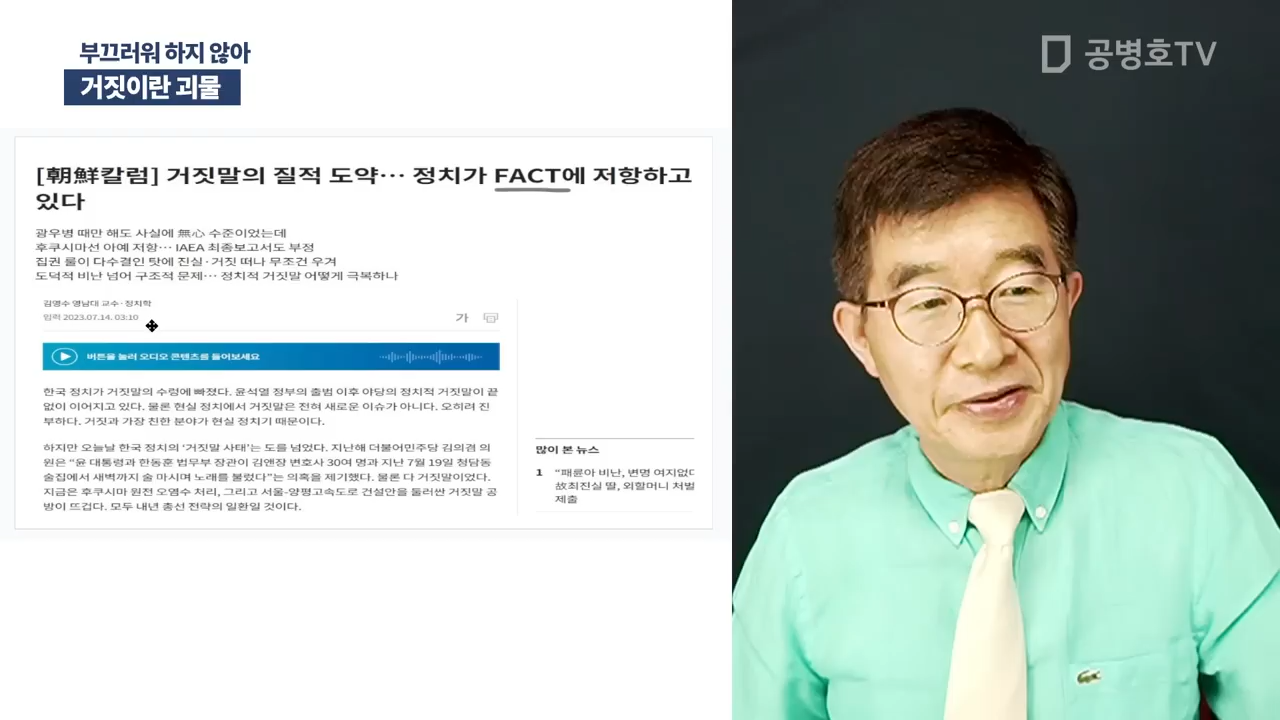 부끄러워 하지 않아
거짓이란 괴물
공병호TV
[朝鮮칼럼] 거짓말의 질적 도약… 정치가 FACT에 저항하고
있다
광우병 때만 해도 사실에 無心 수준이었는데
후쿠시마선 아예 저항… IAEA 최종보고서도 부정
집권 룰이 다수결인 탓에 진실·거짓 떠나 무조건 우겨
도덕적 비난 넘어 구조적 문제… 정치적 거짓말 어떻게 극복하나
김영수 영남대 교수·정치학
입력 2023.07.14. 03:10
가
버튼을 눌러 오디오 콘텐츠를 들어보세요
한국 정치가 거짓말의 수렁에 빠졌다. 윤석열 정부의 출범 이후 야당의 정치적 거짓말이 끝
없이 이어지고 있다. 물론 현실 정치에서 거짓말은 전혀 새로운 이슈가 아니다. 오히려 진
부하다. 거짓과 가장 친한 분야가 현실 정치기 때문이다.
하지만 오늘날 한국 정치의 ‘거짓말 사태’는 도를 넘었다. 지난해 더불어민주당 김의겸 의
원은 “윤 대통령과 한동훈 법무부 장관이 김앤장 변호사 30여 명과 지난 7월 19일 청담동
술집에서 새벽까지 술 마시며 노래를 불렀다”는 의혹을 제기했다. 물론 다 거짓말이었다.
지금은 후쿠시마 원전 오염수 처리, 그리고 서울-양평고속도로 건설안을 둘러싼 거짓말 공
방이 뜨겁다. 모두 내년 총선 전략의 일환일 것이다.
많이 본 뉴스
1 “패륜아 비난, 변명 여지없다
故최진실 딸, 외할머니 처벌
제출